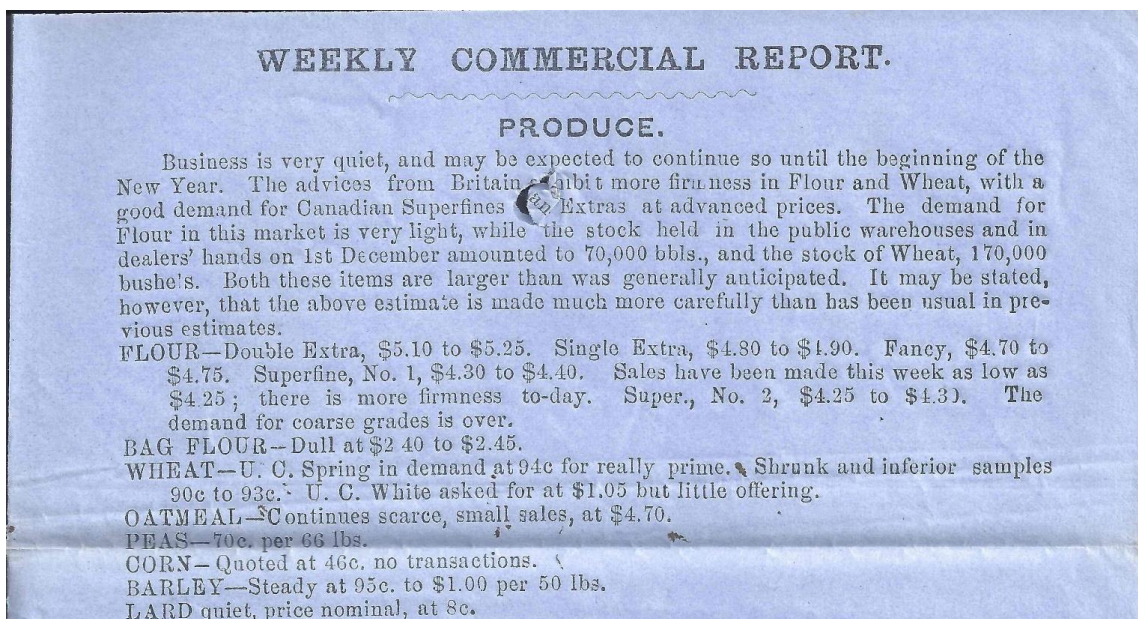 WEEKLY COMMERCIAL REPORT.
PRODUCE.
Business is very quiet, and may be expected to continue so until the beginning of the
New Year. The advices from Britain more firmness in Flour and Wheat, with a
good demand for Canadian Superfines an Extras at advanced prices. The demand for
Flour in this market is very light, while the stock held in the public warehouses and in
dealers' hands on 1st December amounted to 70,000 bbls., and the stock of Wheat, 170,000
bushels. Both these items are larger than was generally anticipated. It may be stated,
however, that the above estimate is made much more carefully than has been usual in pre-
vious estimates.
FLOUR—Double Extra, $5.10 to $5.25. Single Extra, $4.80 to $4.90. Fancy, $4.70 to
$4.75. Superfine, No. 1, $4.30 to $4.40. Sales have been made this week as low as
$4.25; there is more firmness to-day. Super., No. 2, $4.25 to $4.30. The
demand for coarse grades is over.
BAG FLOUR—Dull at $2 40 to $2.45.
WHEAT—U. C. Spring in demand at 94c for really prime. Shrunk and inferior samples
90c to 93c. U. C. White asked for at $1.05 but little offering.
OATMEAL—Continues scarce, small sales, at $4.70.
PEAS—70c. per 66 lbs.
CORN—Quoted at 46c. no transactions.
BARLEY—Steady at 95c. to $1.00 per 50 lbs.
LARD quiet, price nominal, at 8c.